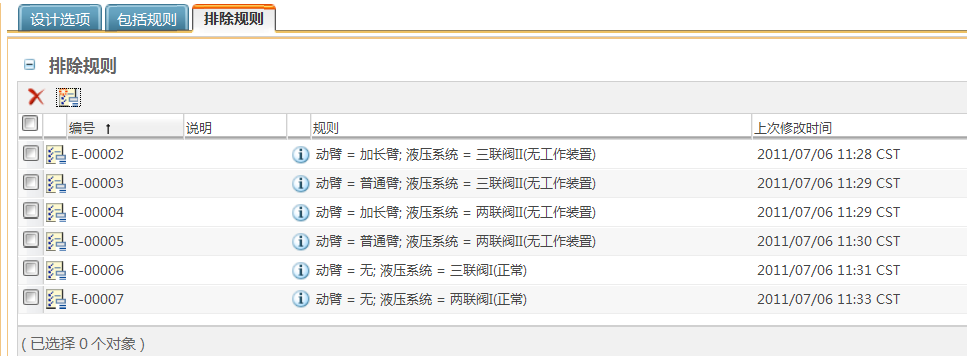 设计选项 包括规则 排除规则
排除规则
编号 ↑ 说明 规则 上次修改时间
E-00002 动臂 = 加长臂; 液压系统 = 三联阀II(无工作装置) 2011/07/06 11:28 CST
E-00003 动臂 = 普通臂; 液压系统 = 三联阀II(无工作装置) 2011/07/06 11:29 CST
E-00004 动臂 = 加长臂; 液压系统 = 两联阀II(无工作装置) 2011/07/06 11:29 CST
E-00005 动臂 = 普通臂; 液压系统 = 两联阀II(无工作装置) 2011/07/06 11:30 CST
E-00006 动臂 = 无; 液压系统 = 三联阀I(正常) 2011/07/06 11:31 CST
E-00007 动臂 = 无; 液压系统 = 两联阀I(正常) 2011/07/06 11:33 CST
( 已选择 0 个对象 )